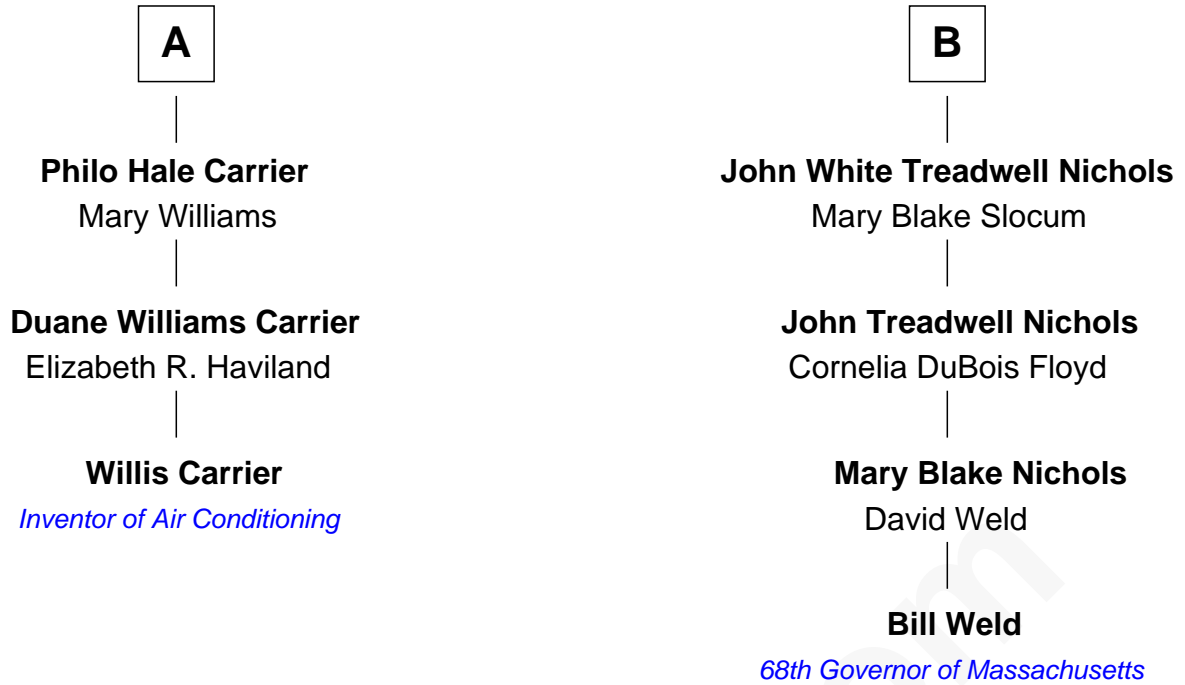 A
Philo Hale Carrier
Mary Williams
Duane Williams Carrier
Elizabeth R. Haviland
Willis Carrier
Inventor of Air Conditioning
B
John White Treadwell Nichols
Mary Blake Slocum
John Treadwell Nichols
Cornelia DuBois Floyd
Mary Blake Nichols
David Weld
Bill Weld
68th Governor of Massachusetts